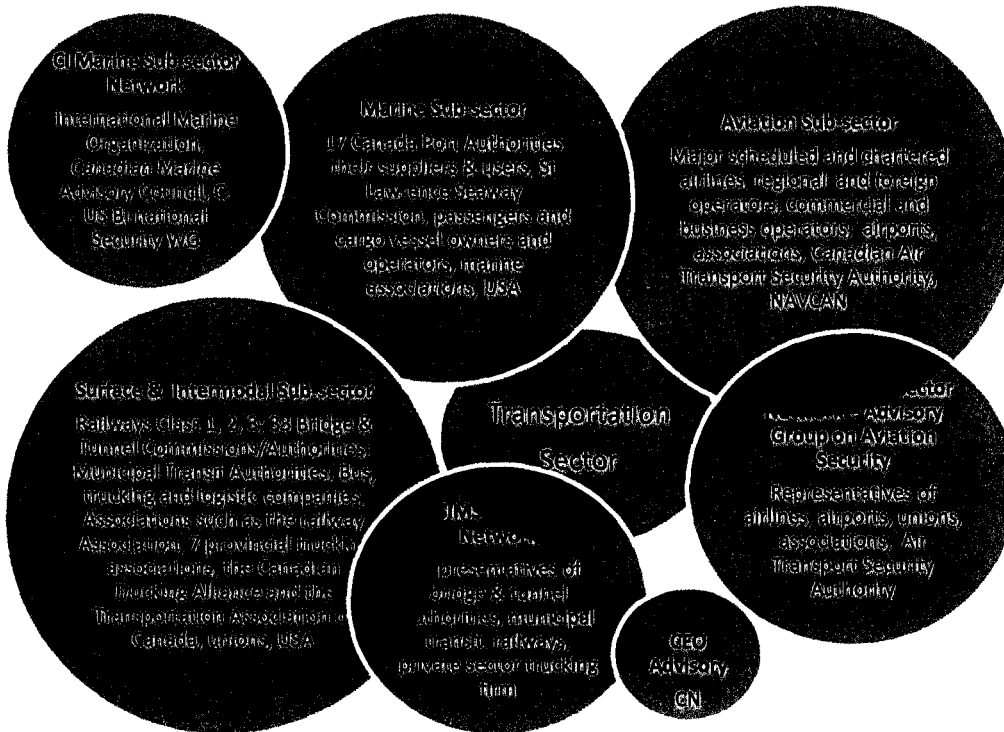 CI Marine Sub-sector
Network
International Marine
Organization,
Canadian Marine
Advisory Council, C-
US Bi national
Security WG
Marine Sub-sector
17 Canada Port Authorities
their suppliers & users, St
Lawrence Seaway
Commission, passengers and
cargo vessel owners and
operators, marine
associations, USA
Aviation Sub-sector
Major scheduled and chartered
airlines, regional and foreign
operators, commercial and
business operators, airports,
associations, Canadian Air
Transport Security Authority,
NAVCAN
Surface & Intermodal Sub-sector
Railways Class 1, 2, 3, 38 Bridge &
Tunnel Commissions/Authorities
Municipal Transit Authorities, Bus,
trucking and logistic companies,
Associations such as the railway
Association, 7 provincial trucki
associations, the Canadian
Trucking Alliance and the
Transportation Association o
Canada, unions, USA
Transportation
Sector
ector
Advisory
Group on Aviation
Security
Representatives of
airlines, airports, unions,
associations, Air
Transport Security
Authority
IMs
Networ
presentatives of
bridge & tunnel
uthorities, municipal
transit, railways,
private sector trucking
firm
CEO
Advisory
CN